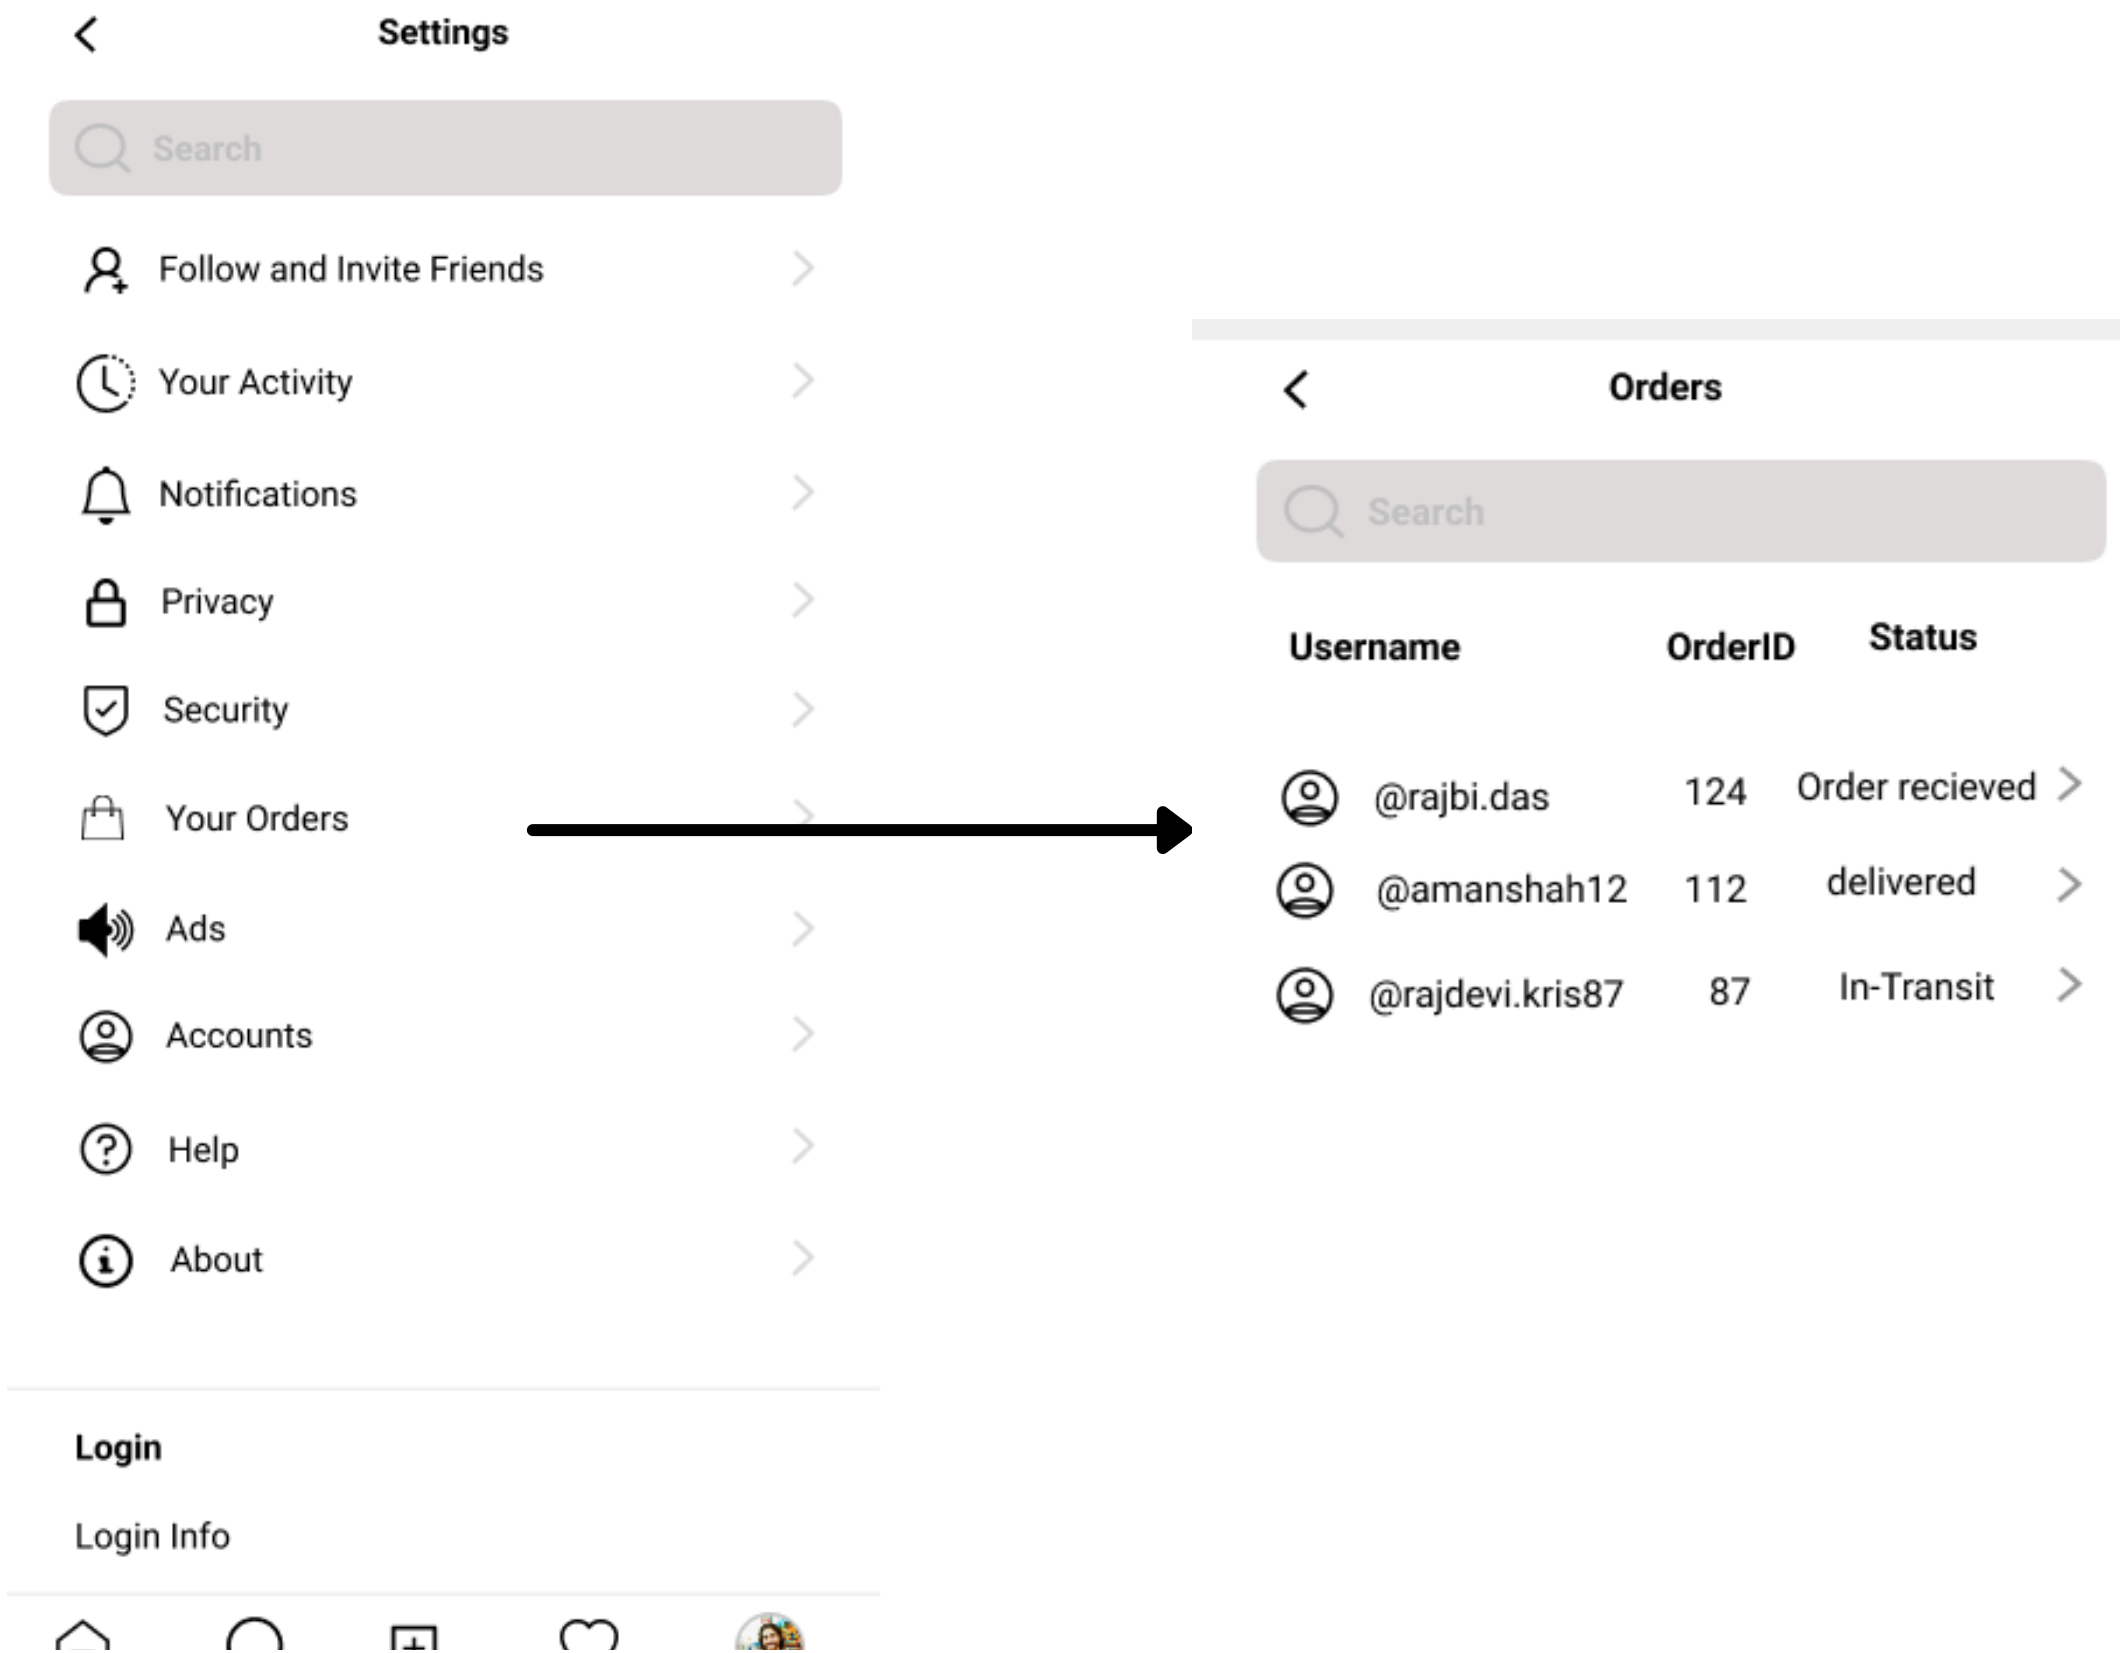 Settings
Search
Follow and Invite Friends
Your Activity
Notifications
Privacy
Security
Your Orders
Ads
Accounts
Help
About
Login
Login Info
Orders
Search
Username OrderID Status
@rajbi.das 124 Order recieved
@amanshah12 112 delivered
@rajdevi.kris87 87 In-Transit